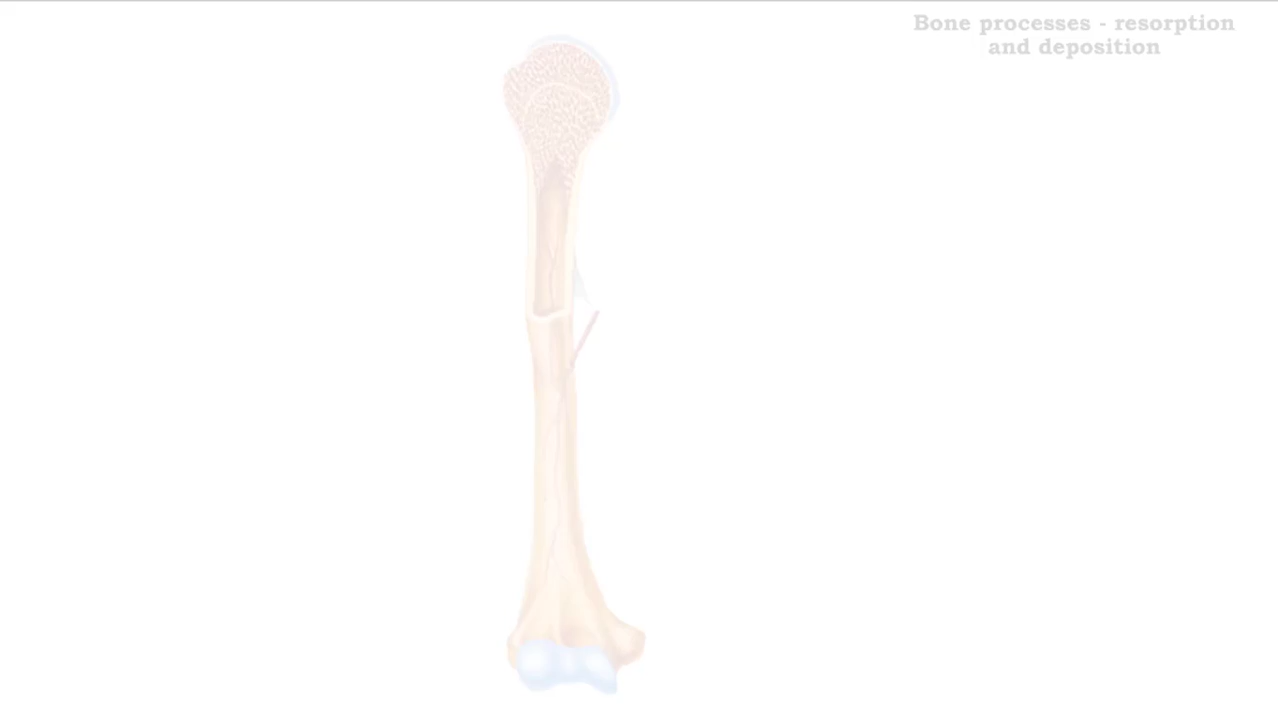 Bone processes - resorption
and deposition